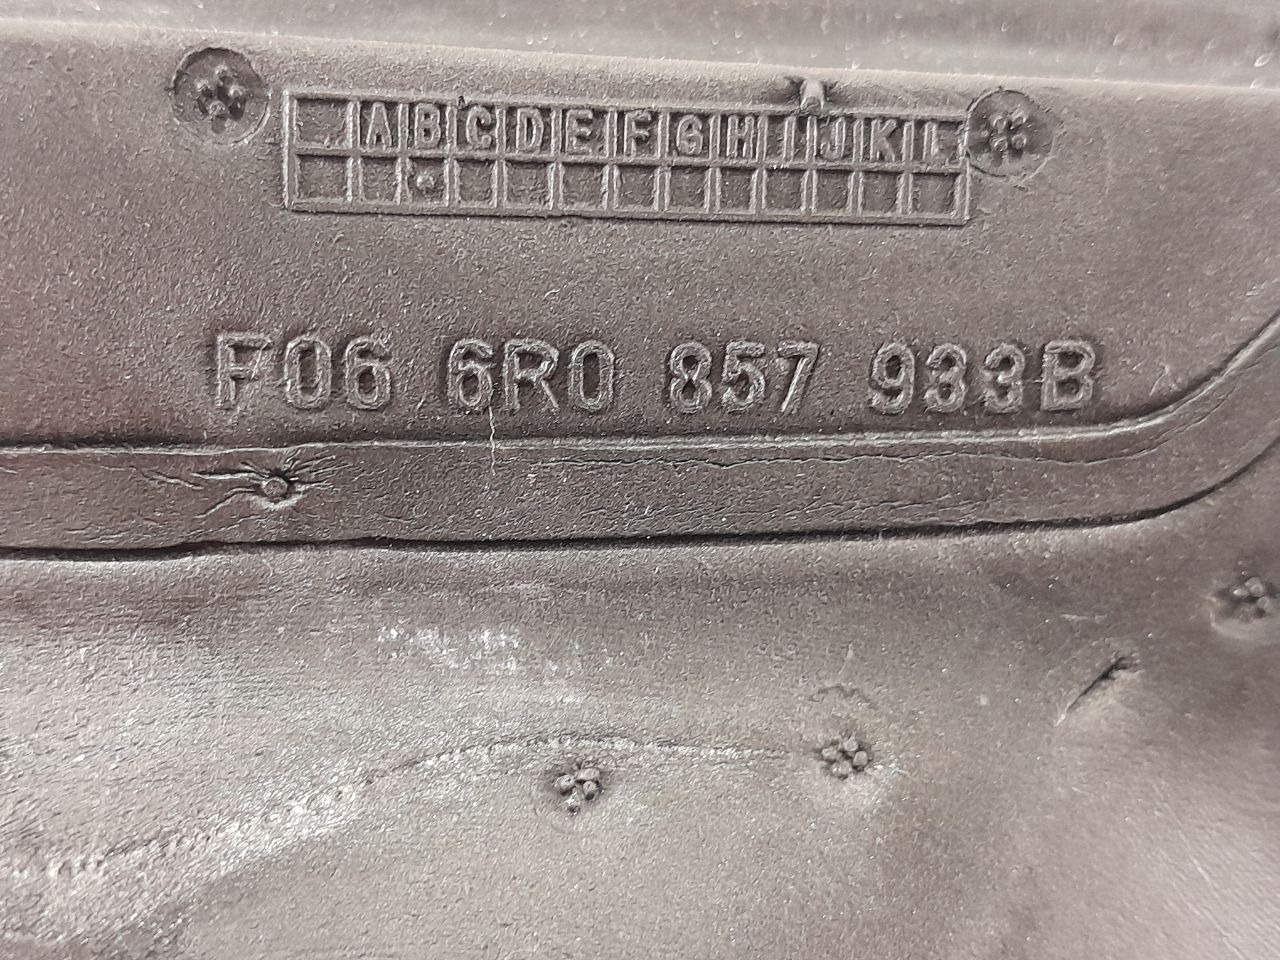 A B C D E F G H I J K L
F06 6R0 857 933B